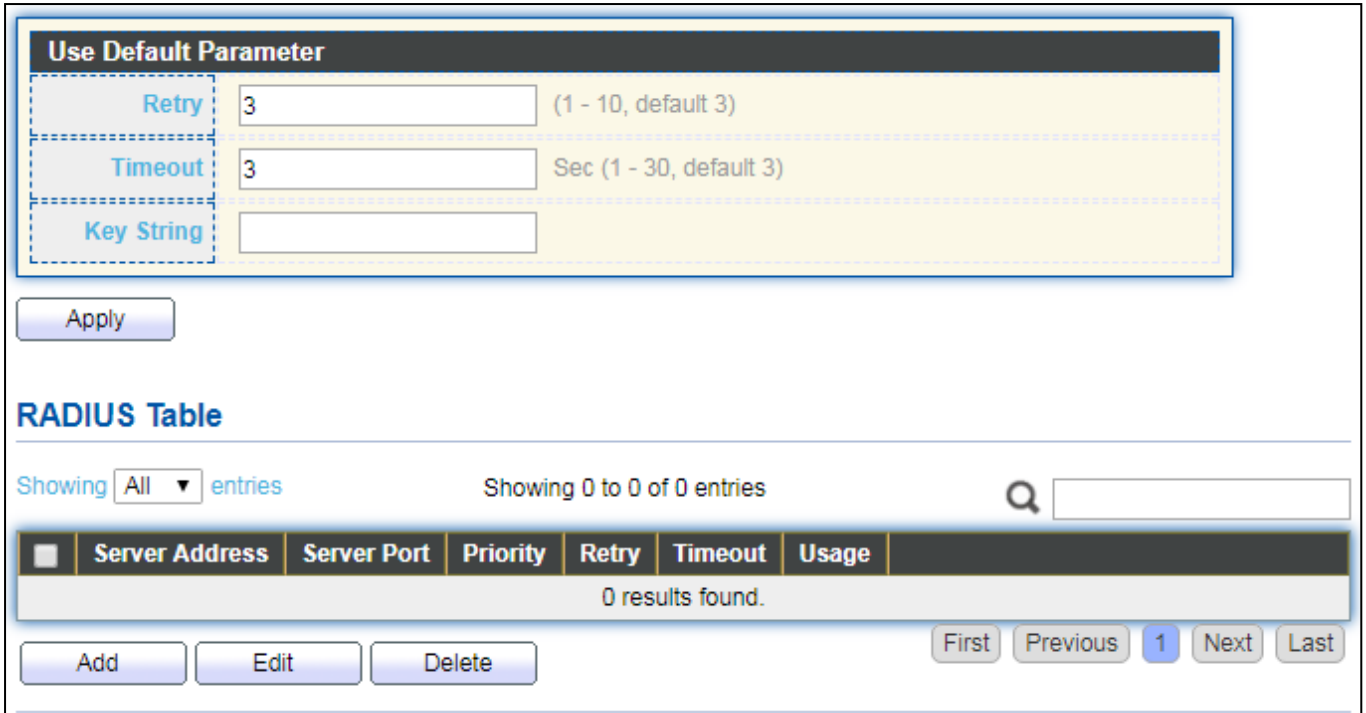 Use Default Parameter
Retry 3 (1 - 10, default 3)
Timeout 3 Sec (1 - 30, default 3)
Key String
Apply
RADIUS Table
Showing All entries Showing 0 to 0 of 0 entries
Server Address Server Port Priority Retry Timeout Usage
0 results found.
Add Edit Delete First Previous 1 Next Last